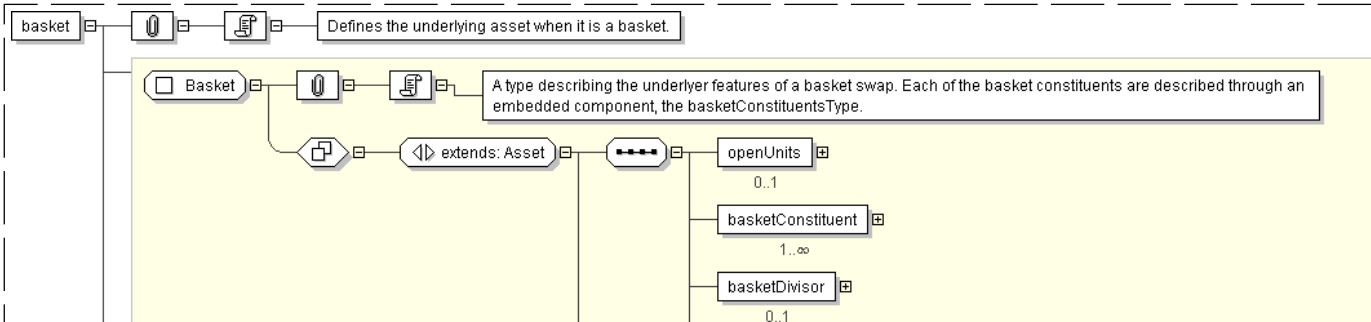 basket
Defines the underlying asset when it is a basket.
Basket
A type describing the underlyer features of a basket swap. Each of the basket constituents are described through an
embedded component, the basketConstituentsType.
extends: Asset
openUnits
0..1
basketConstituent
1..∞
basketDivisor
0..1